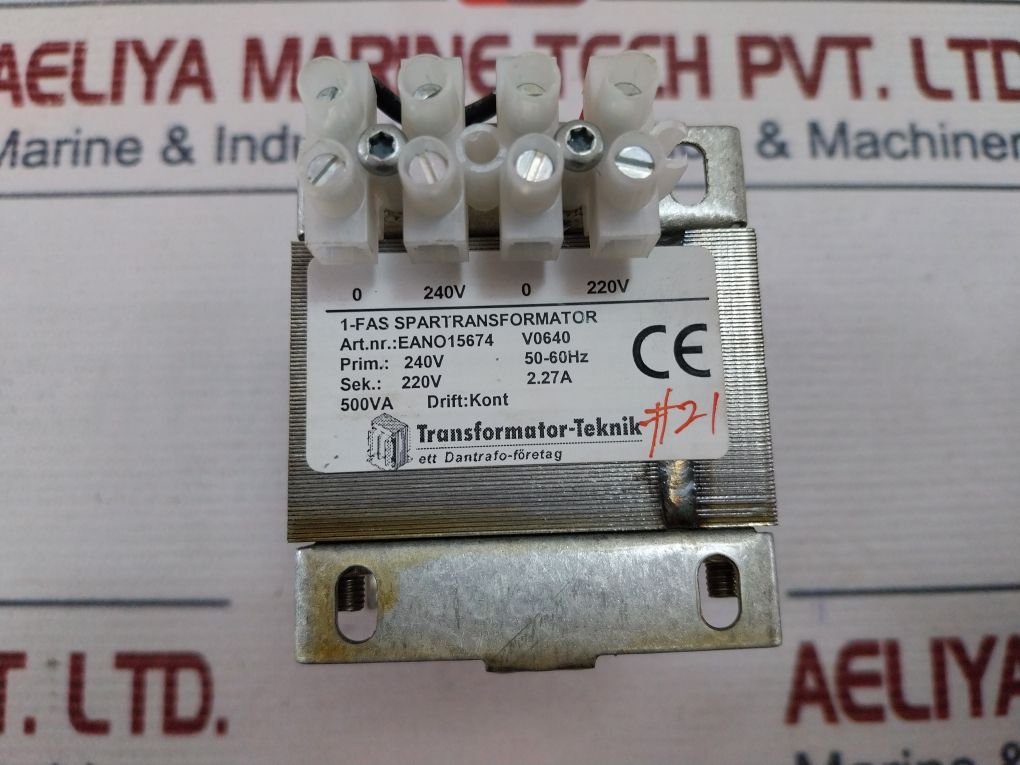 AELIYA MARINE TECH PVT. LTD
Marine & Indu & Machiner
0 240V 0 220V
1-FAS SPARTRANSFORMATOR
Art.nr.:EANO15674 V0640
Prim.: 240V 50-60Hz
Sek.: 220V 2.27A
500VA Drift:Kont
CE
#21
Transformator-Teknik
ett Dantrafo-företag
T. LTD. AELIYA
Marine &